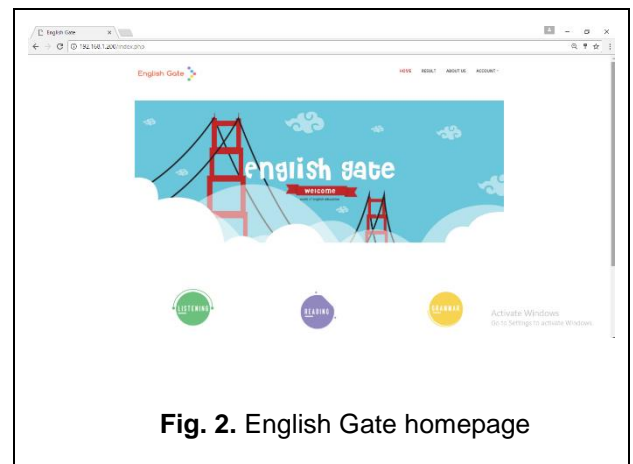 English Gate
192.168.1.200/index.php
English Gate
HOME RESULT ABOUT US ACCOUNT
english gate
welcome
LISTENING
READING
GRAMMAR
Activate Windows
Go to Settings to activate Windows.
Fig. 2. English Gate homepage